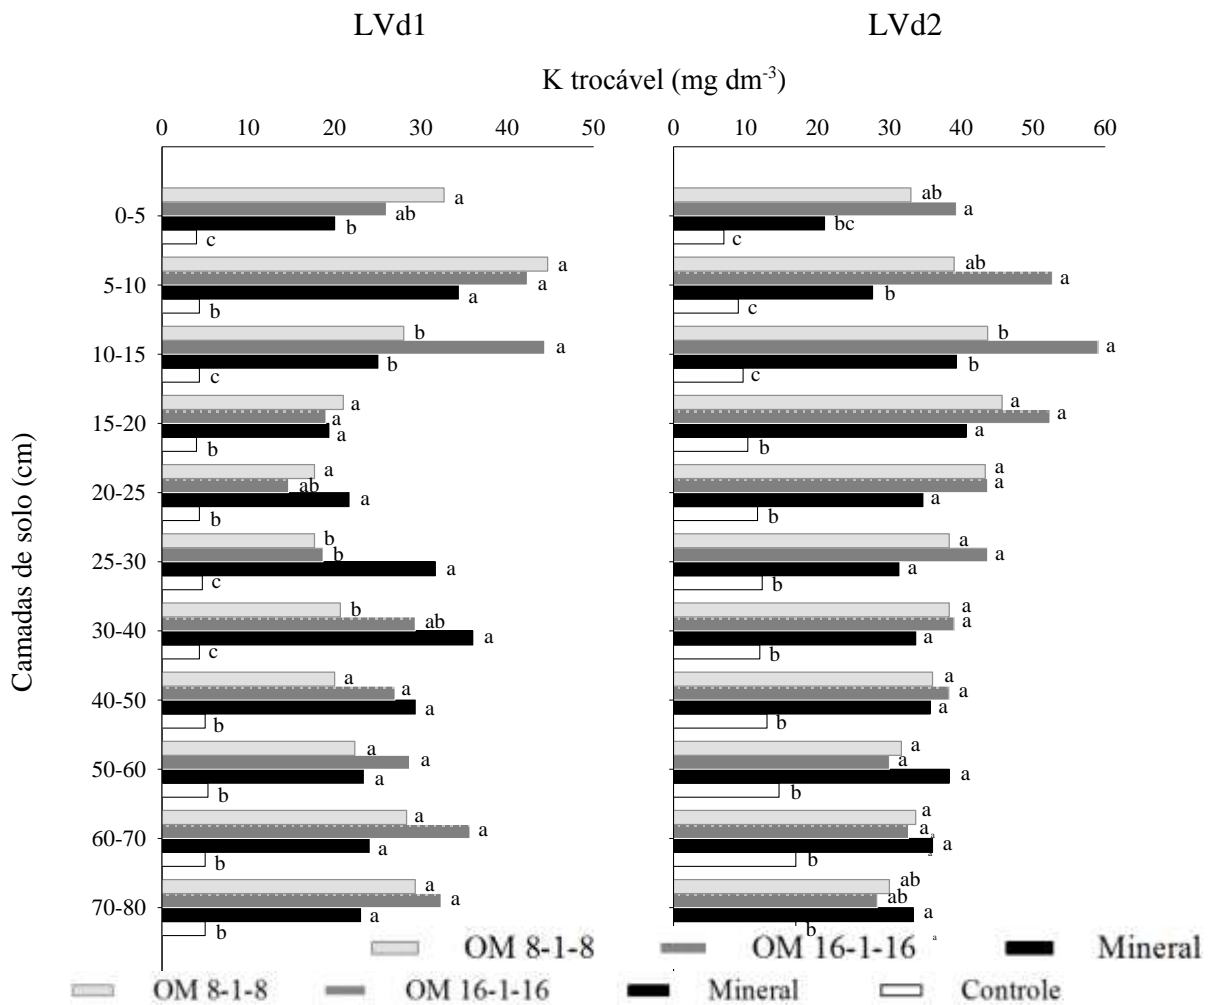 LVd1 LVd2
K trocável (mg dm-3)
0 10 20 30 40 50 0 10 20 30 40 50 60
Camadas de solo (cm)
a ab
0-5 ab a
b bc
c c
a ab
5-10 a a
a b
b c
b b
10-15 a a
b b
c c
a a
15-20 a a
a a
b b
a a
20-25 ab a
a a
b b
b a
25-30 b a
a a
c b
b a
30-40 ab a
a a
c b
a a
40-50 a a
a a
b b
a a
50-60 a a
a a
b b
a a
60-70 a a a
a a a
b b
a ab
70-80 a ab
a a
b b a
OM 8-1-8 OM 16-1-16 Mineral
OM 8-1-8 OM 16-1-16 Mineral Controle